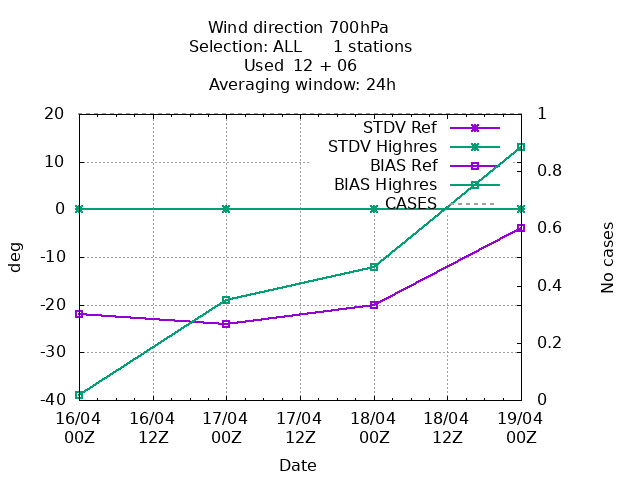 Wind direction 700hPa
Selection: ALL      1 stations
Used  12 + 06
Averaging window: 24h
20
10
0
-10
-20
-30
-40
deg
1
0.8
0.6
0.4
0.2
0
No cases
STDV Ref
STDV Highres
BIAS Ref
BIAS Highres
CASES
16/04 00Z
16/04 12Z
17/04 00Z
17/04 12Z
18/04 00Z
18/04 12Z
19/04 00Z
Date